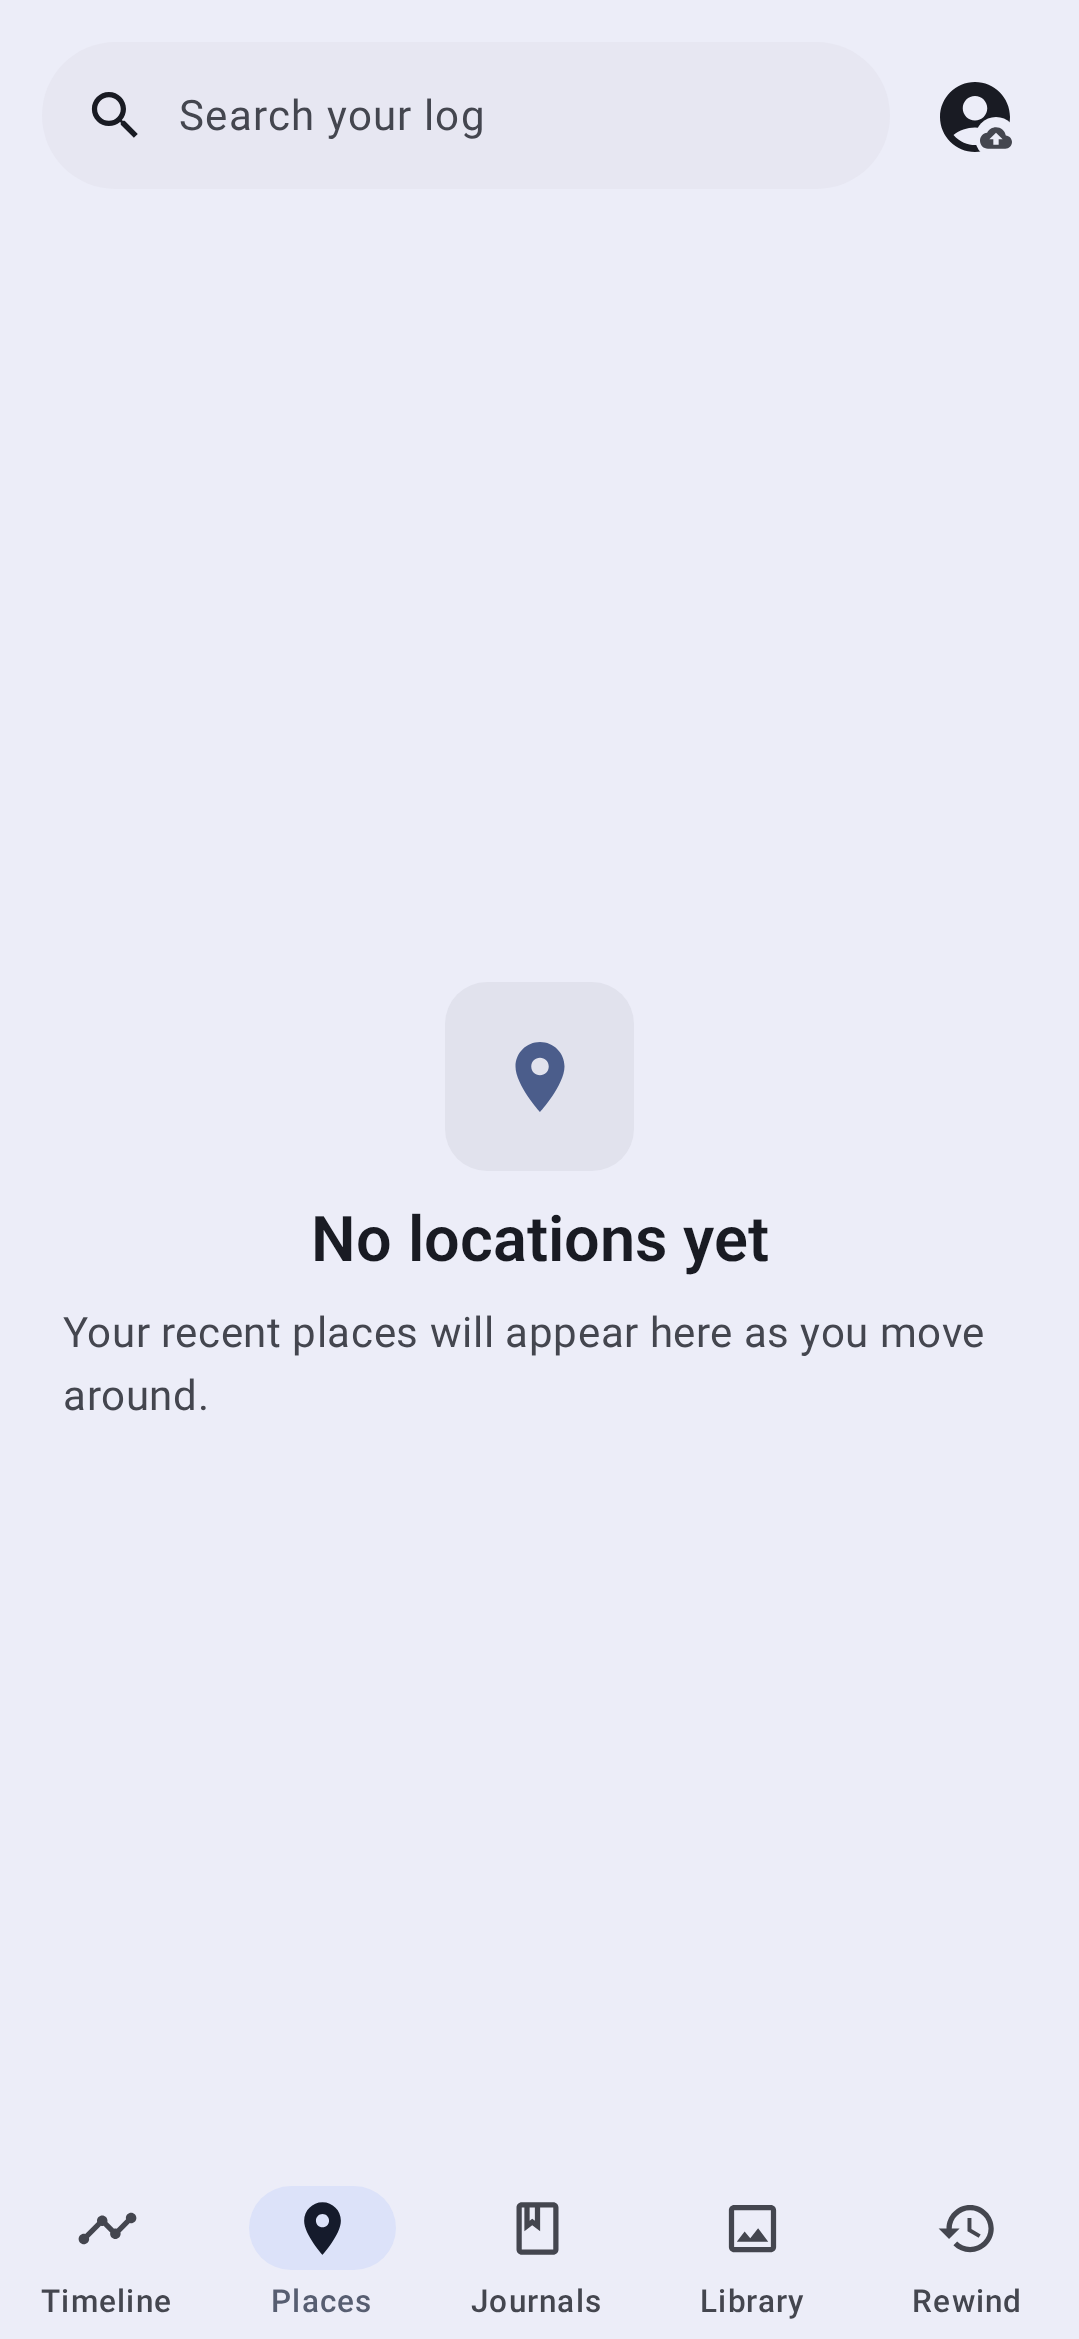 Search your log
No locations yet
Your recent places will appear here as you move
around.
Timeline
Places
Journals
Library
Rewind